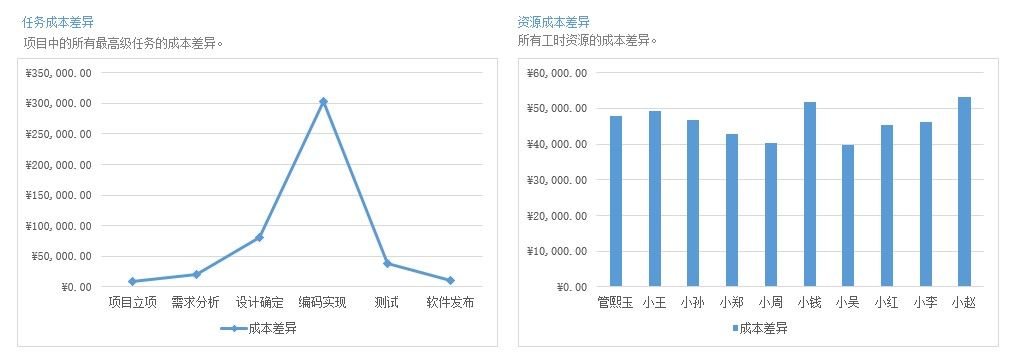 任务成本差异
项目中的所有最高级任务的成本差异。
¥350,000.00
¥300,000.00
¥250,000.00
¥200,000.00
¥150,000.00
¥100,000.00
¥50,000.00
¥0.00
项目立项 需求分析 设计确定 编码实现 测试 软件发布
成本差异
资源成本差异
所有工时资源的成本差异。
¥60,000.00
¥50,000.00
¥40,000.00
¥30,000.00
¥20,000.00
¥10,000.00
¥0.00
管熙玉 小王 小孙 小郑 小周 小钱 小吴 小红 小李 小赵
成本差异